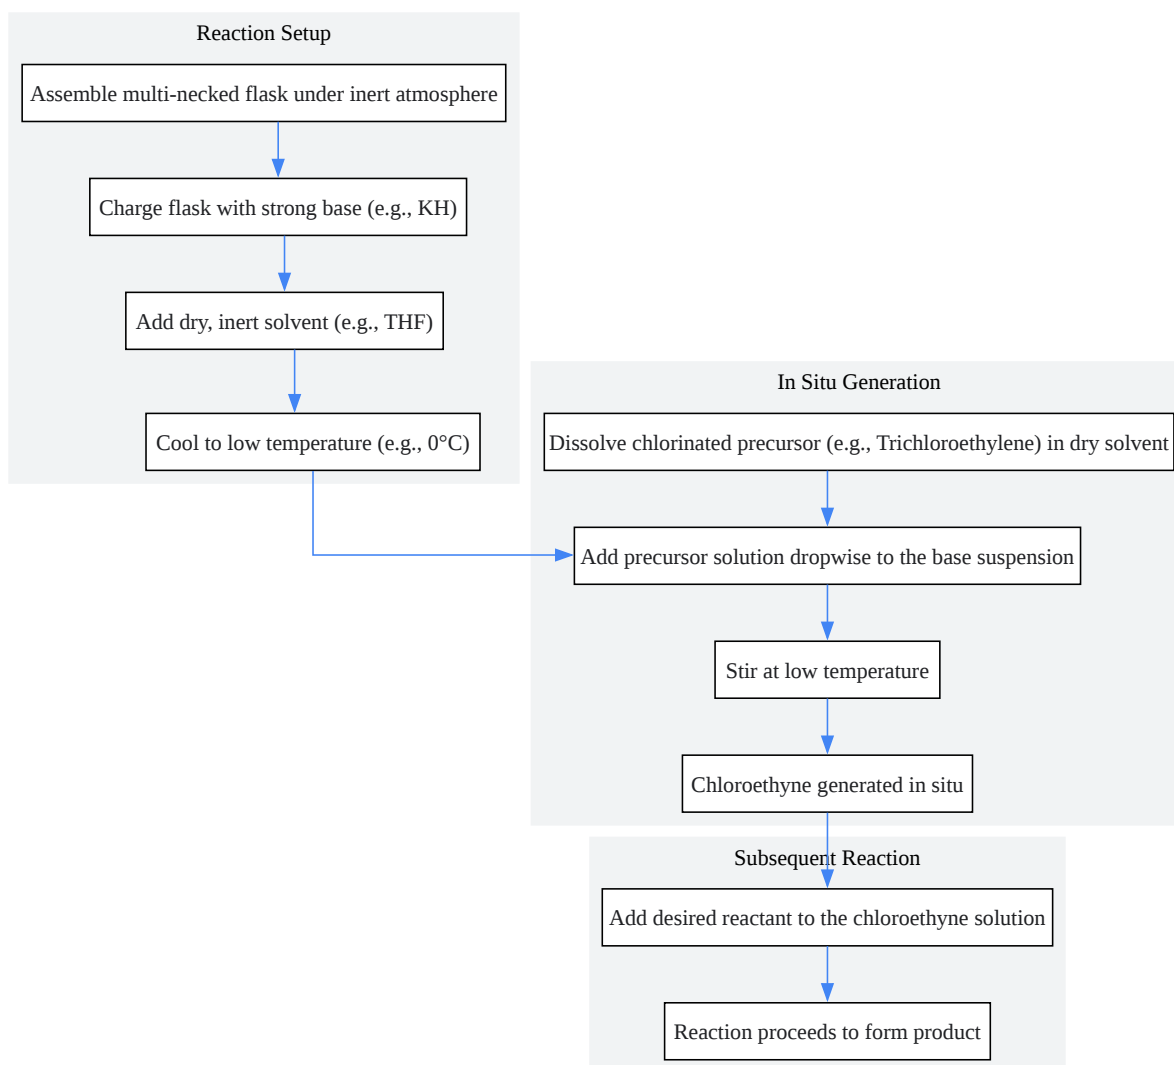 Reaction Setup
Assemble multi-necked flask under inert atmosphere
Charge flask with strong base (e.g., KH)
Add dry, inert solvent (e.g., THF)
Cool to low temperature (e.g., 0°C)
In Situ Generation
Dissolve chlorinated precursor (e.g., Trichloroethylene) in dry solvent
Add precursor solution dropwise to the base suspension
Stir at low temperature
Chloroethyne generated in situ
Subsequent Reaction
Add desired reactant to the chloroethyne solution
Reaction proceeds to form product